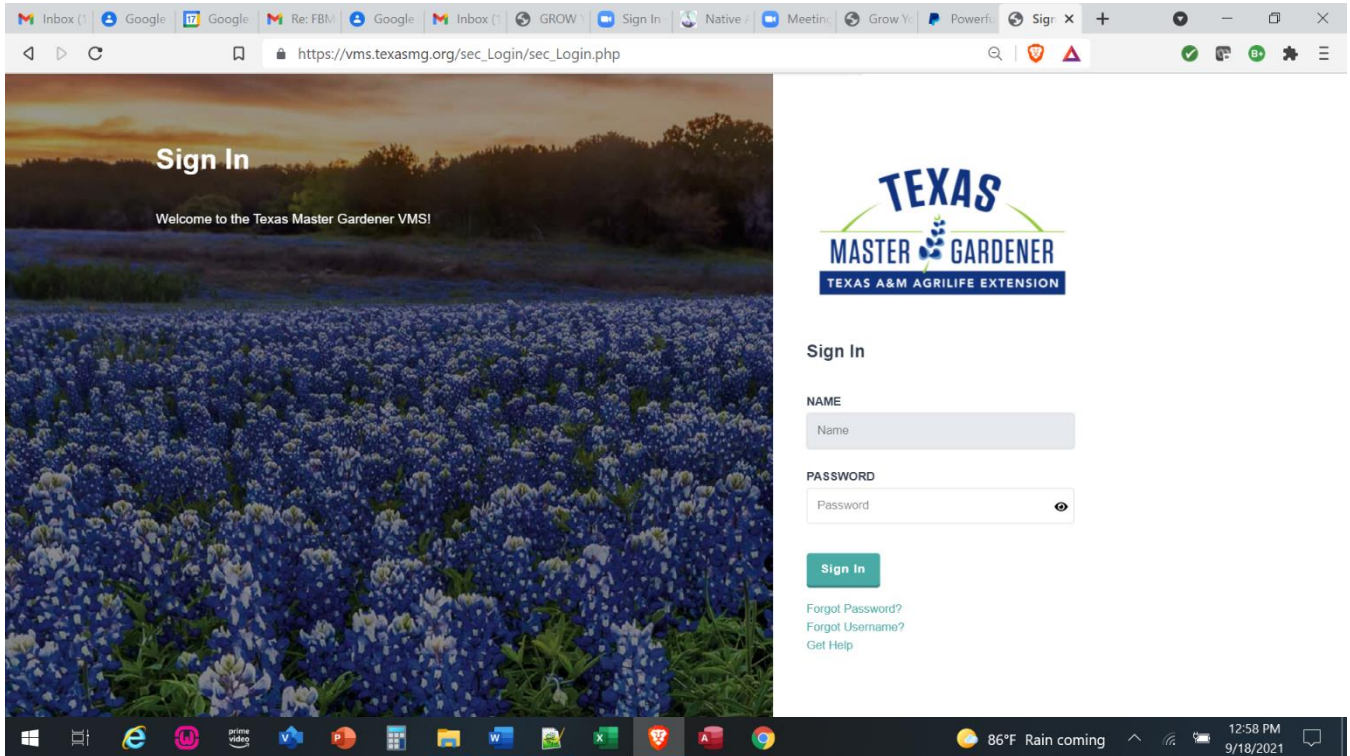 Inbox (1
Google
17
Google
Re: FBM
Google
Inbox (1
GROW
Sign In -
Native
Meeting
Grow Yo
Powerfu
Sign
https://vms.texasmg.org/sec_Login/sec_Login.php
B+
Sign In
Welcome to the Texas Master Gardener VMS!
TEXAS
MASTER GARDENER
TEXAS A&M AGRILIFE EXTENSION
Sign In
NAME
Name
PASSWORD
Password
Sign In
Forgot Password?
Forgot Username?
Get Help
prime
video
86°F Rain coming
12:58 PM
9/18/2021